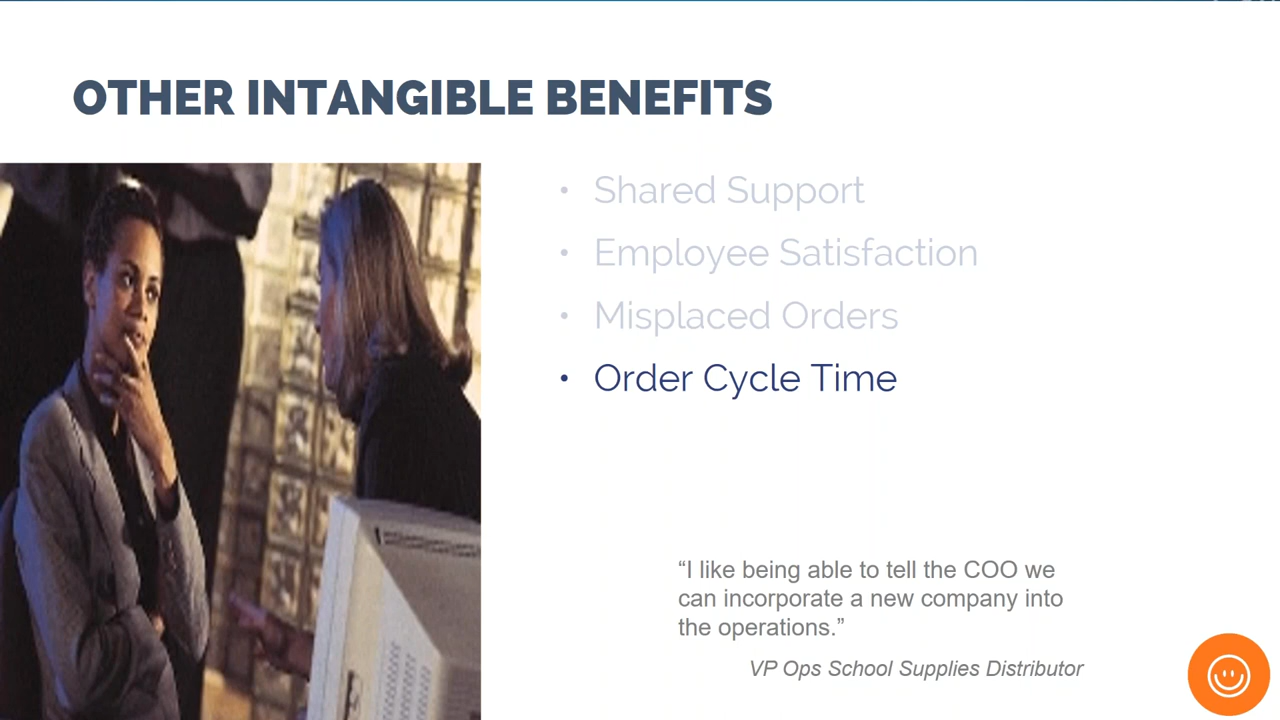 OTHER INTANGIBLE BENEFITS
• Shared Support
• Employee Satisfaction
• Misplaced Orders
• Order Cycle Time
“I like being able to tell the COO we
can incorporate a new company into
the operations.”
VP Ops School Supplies Distributor